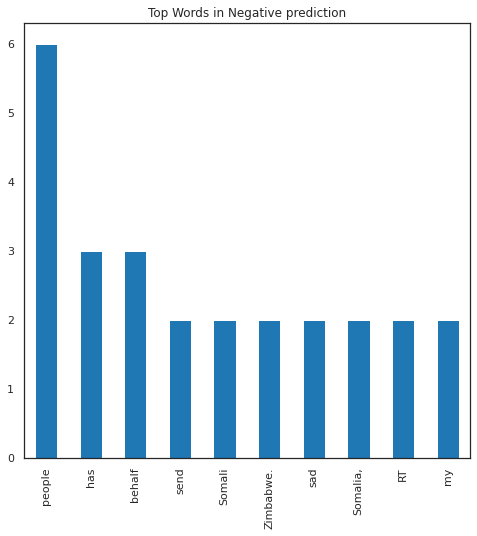 Top Words in Negative prediction
6
5
4
3
2
1
0
people
has
behalf
send
Somali
Zimbabwe.
sad
Somalia,
RT
my